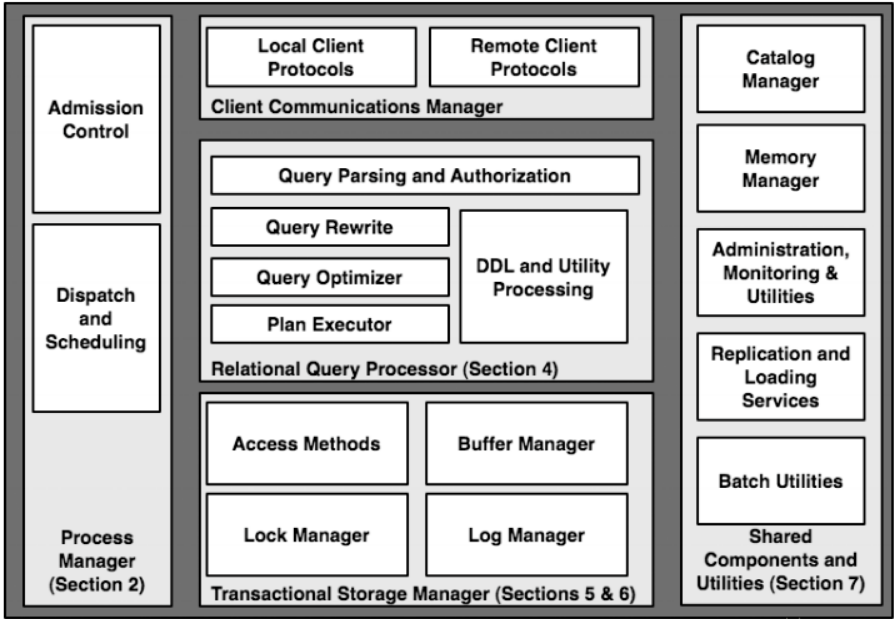 Admission
Control
Dispatch
and
Scheduling
Process
Manager
(Section 2)
Local Client
Protocols
Remote Client
Protocols
Client Communications Manager
Query Parsing and Authorization
Query Rewrite
Query Optimizer
Plan Executor
DDL and Utility
Processing
Relational Query Processor (Section 4)
Access Methods
Buffer Manager
Lock Manager
Log Manager
Transactional Storage Manager (Sections 5 & 6)
Catalog
Manager
Memory
Manager
Administration,
Monitoring &
Utilities
Replication and
Loading
Services
Batch Utilities
Shared
Components and
Utilities (Section 7)